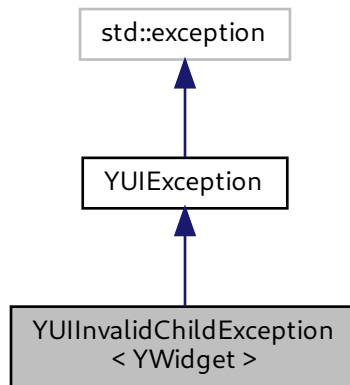 std::exception
YUIException
YUIInvalidChildException
< YWidget >